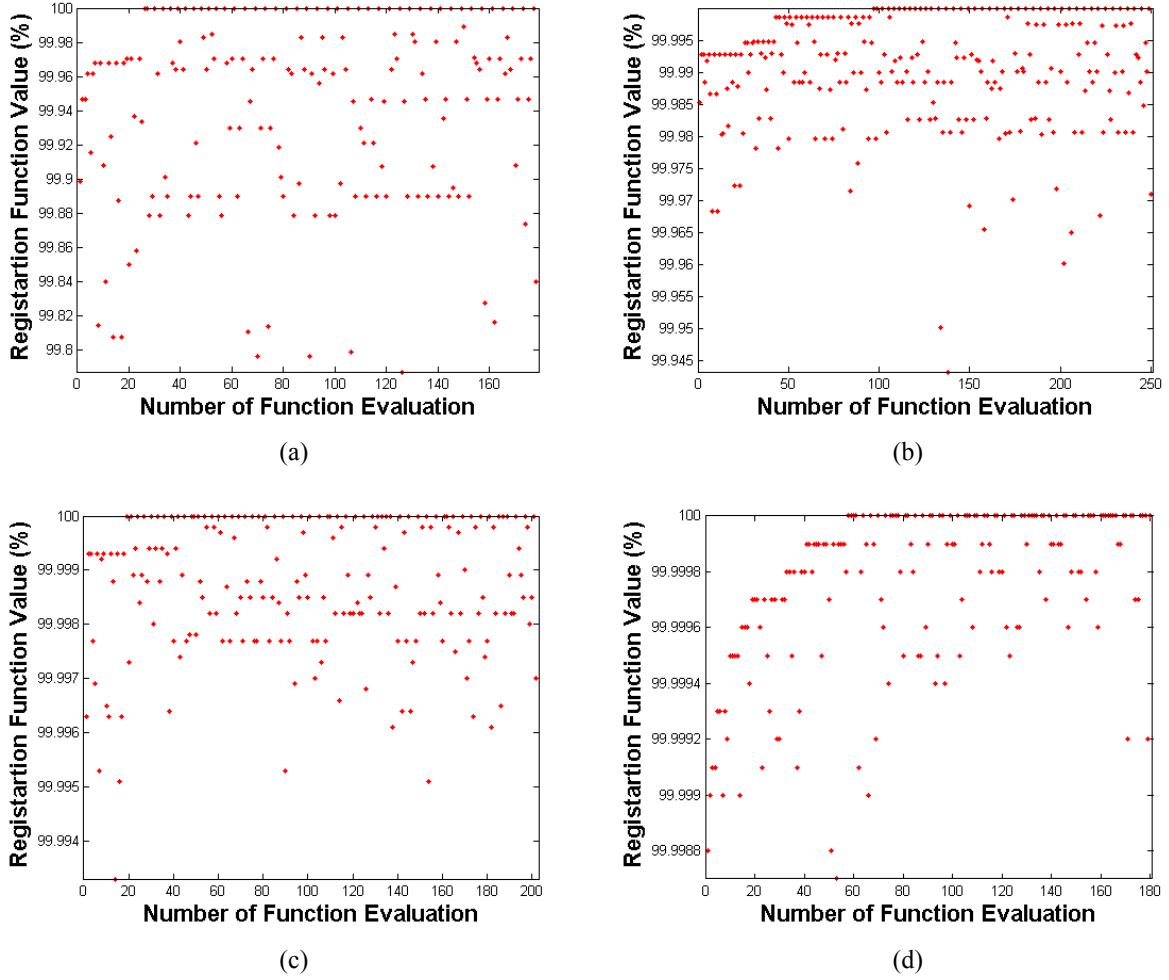 100
99.98
99.96
99.94
99.92
99.9
99.88
99.86
99.84
99.82
99.8
0 20 40 60 80 100 120 140 160
Registartion Function Value (%)
Number of Function Evaluation
(a)
99.995
99.99
99.985
99.98
99.975
99.97
99.965
99.96
99.955
99.95
99.945
0 50 100 150 200 250
Registartion Function Value (%)
Number of Function Evaluation
(b)
100
99.999
99.998
99.997
99.996
99.995
99.994
0 20 40 60 80 100 120 140 160 180 200
Registartion Function Value (%)
Number of Function Evaluation
(c)
100
99.9998
99.9996
99.9994
99.9992
99.999
99.9988
0 20 40 60 80 100 120 140 160 180
Registartion Function Value (%)
Number of Function Evaluation
(d)